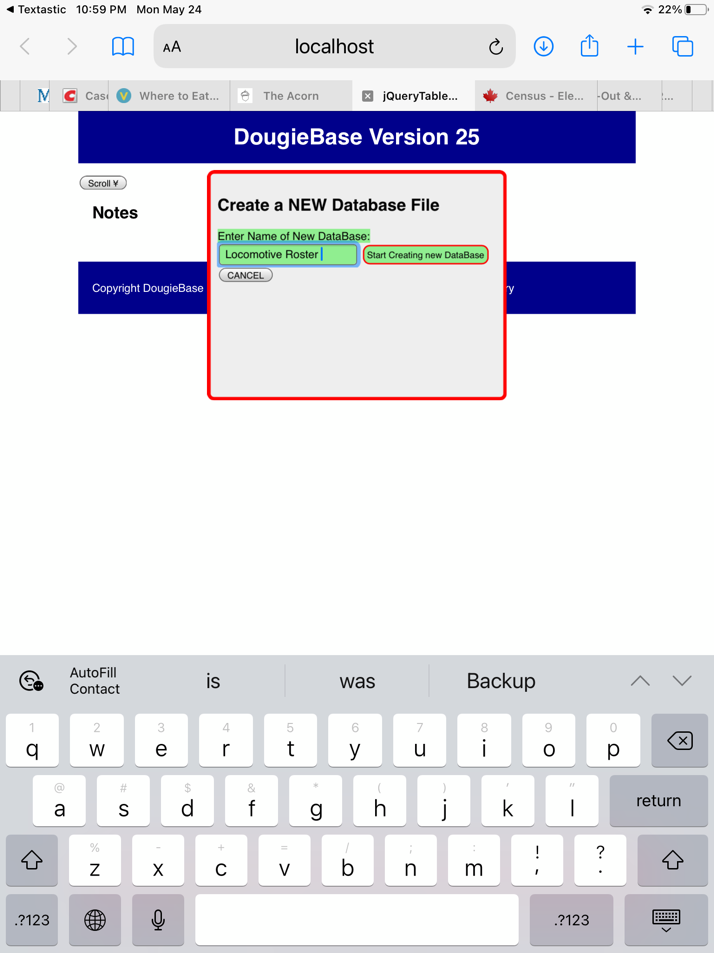 Textastic 10:59 PM Mon May 24 22%
AA localhost
M Case Where to Eat... The Acorn jQueryTable... Census - Ele... -Out &... ...
DougieBase Version 25
Scroll ¥
Notes
Create a NEW Database File
Enter Name of New DataBase:
Locomotive Roster Start Creating new DataBase
CANCEL
Copyright DougieBase ry
AutoFill
Contact
is was Backup
1 2 3 4 5 6 7 8 9 0
q w e r t y u i o p
@ # $ & * ( ) ' "
a s d f g h j k l return
% - + = / ; : ! ?
z x c v b n m , .
.?123 .?123